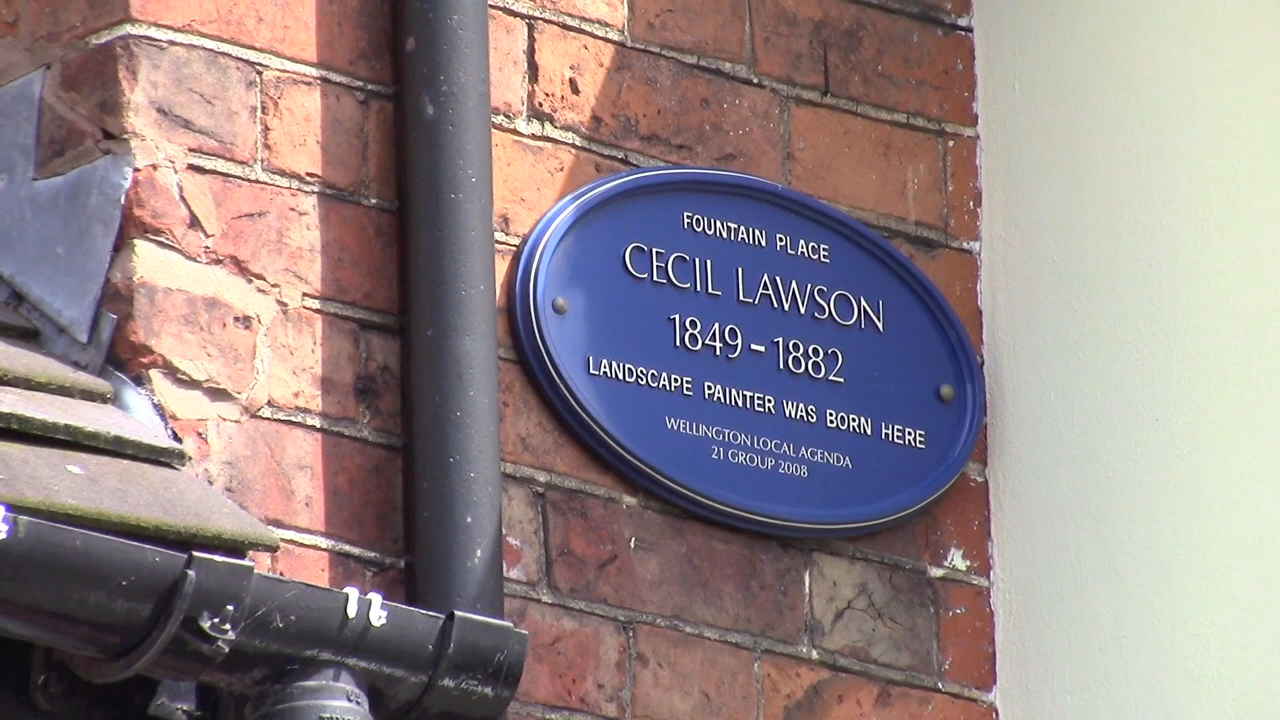 FOUNTAIN PLACE
CECIL LAWSON
1849-1882
LANDSCAPE PAINTER WAS BORN HERE
WELLINGTON LOCAL AGENDA
21 GROUP 2008